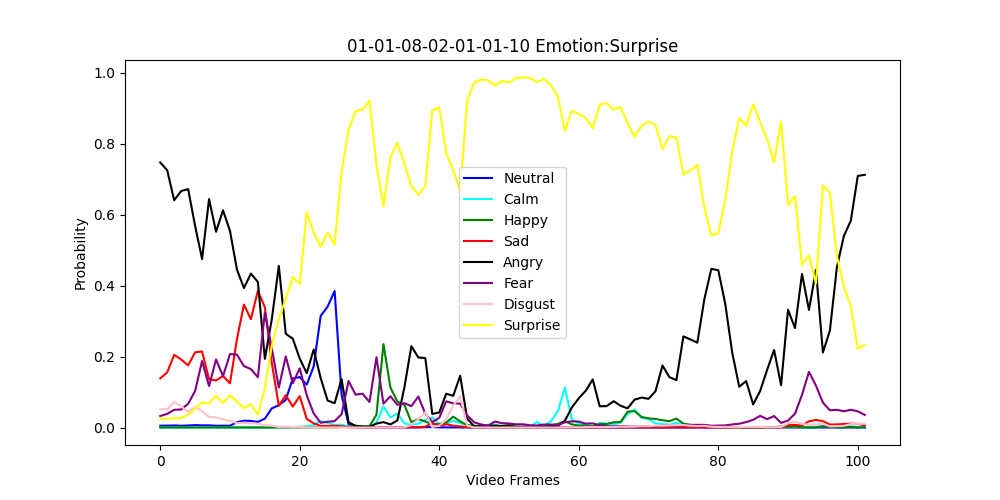 01-01-08-02-01-01-10 Emotion:Surprise
1.0
0.8
0.6
0.4
0.2
0.0
Probability
Neutral
Calm
Happy
Sad
Angry
Fear
Disgust
Surprise
0 20 40 60 80 100
Video Frames